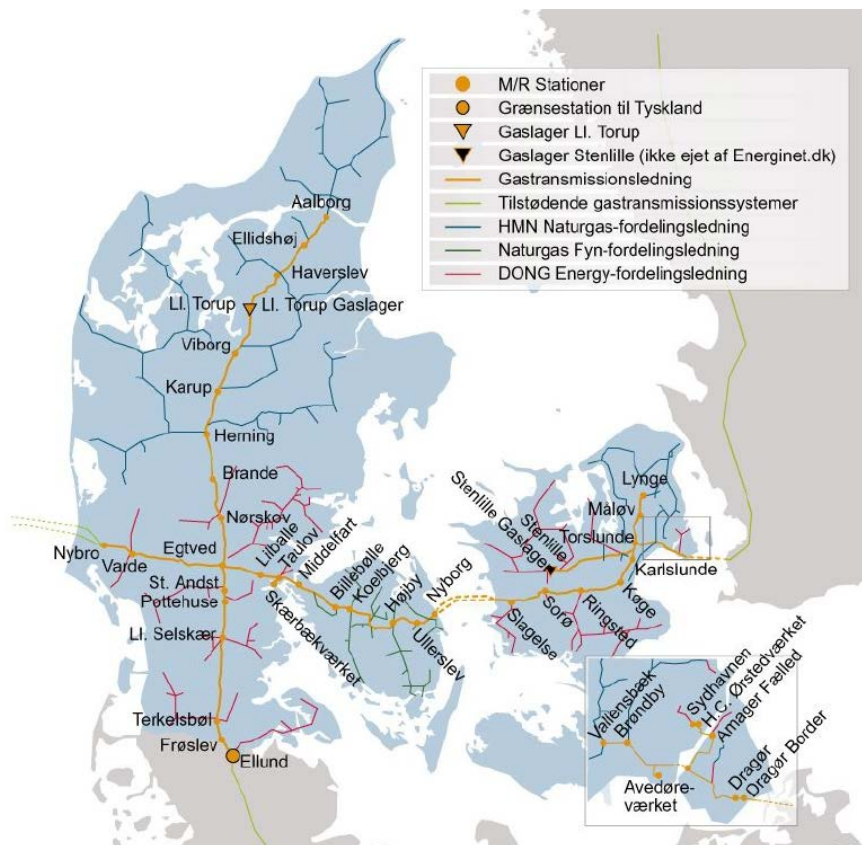 M/R Stationer
Grænsestation til Tyskland
Gaslager Ll. Torup
Gaslager Stenlille (ikke ejet af Energinet.dk)
Gastransmissionsledning
Tilstødende gastransmissionssystemer
HMN Naturgas-fordelingsledning
Naturgas Fyn-fordelingsledning
DONG Energy-fordelingsledning
Aalborg
Ellidshøj
Haverslev
Ll. Torup
Ll. Torup Gaslager
Viborg
Karup
Herning
Brande
Nørskov
Nybro
Varde
Egtved
Lilballe
Taulov
Middelfart
St. Andst
Pottehuse
Skærbækværket
Billebølle
Koelbjerg
Højby
Nyborg
Ullerslev
Ll. Selskær
Terkelsbøl
Frøslev
Ellund
Lynge
Måløv
Torslunde
Stenlille
Stenlille
Gaslager
Karlslunde
Køge
Ringsted
Sorø
Slagelse
Vallensbæk
Brøndby
Sydhavnen
H.C. Ørstedværket
Amager Fælled
Avedøre-
værket
Dragør
Dragør Border